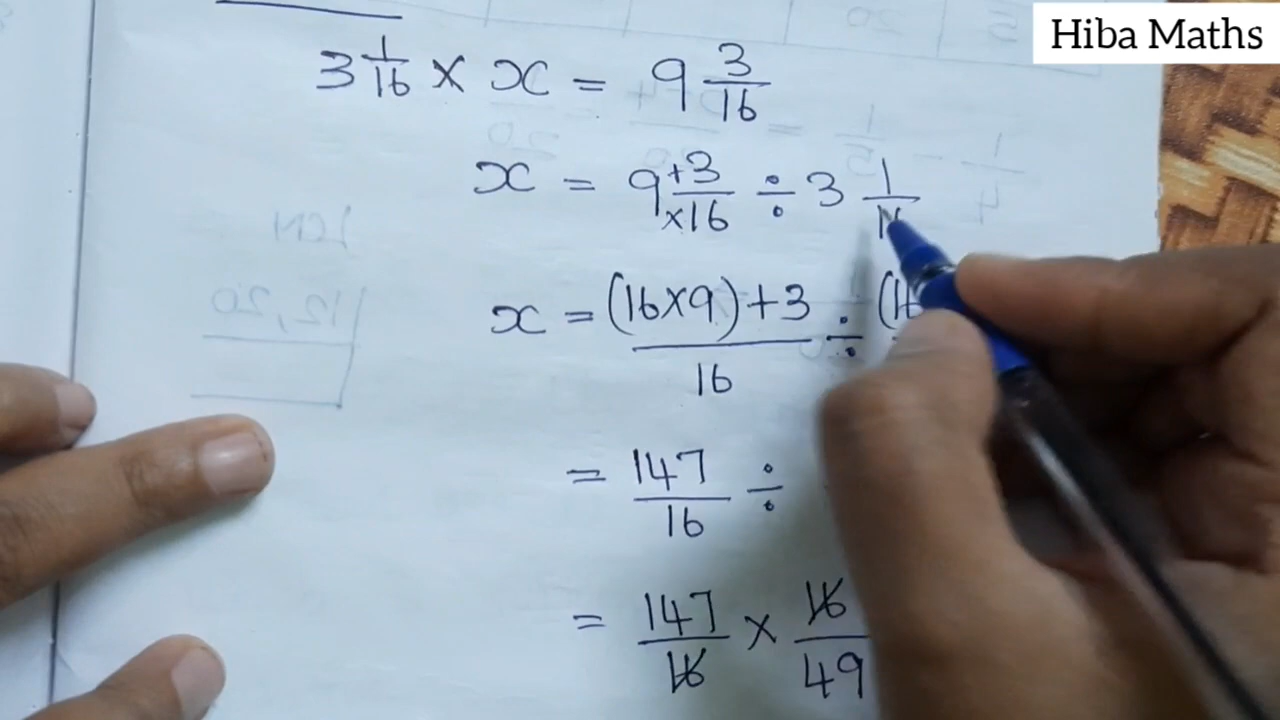 Hiba Maths
3 1/16 × x = 9 3/16
x = 9 +3/×16 ÷ 3 1/16
x = (16×9)+3/16 ÷ (16
= 147/16 ÷
= 147/16 × 16/49